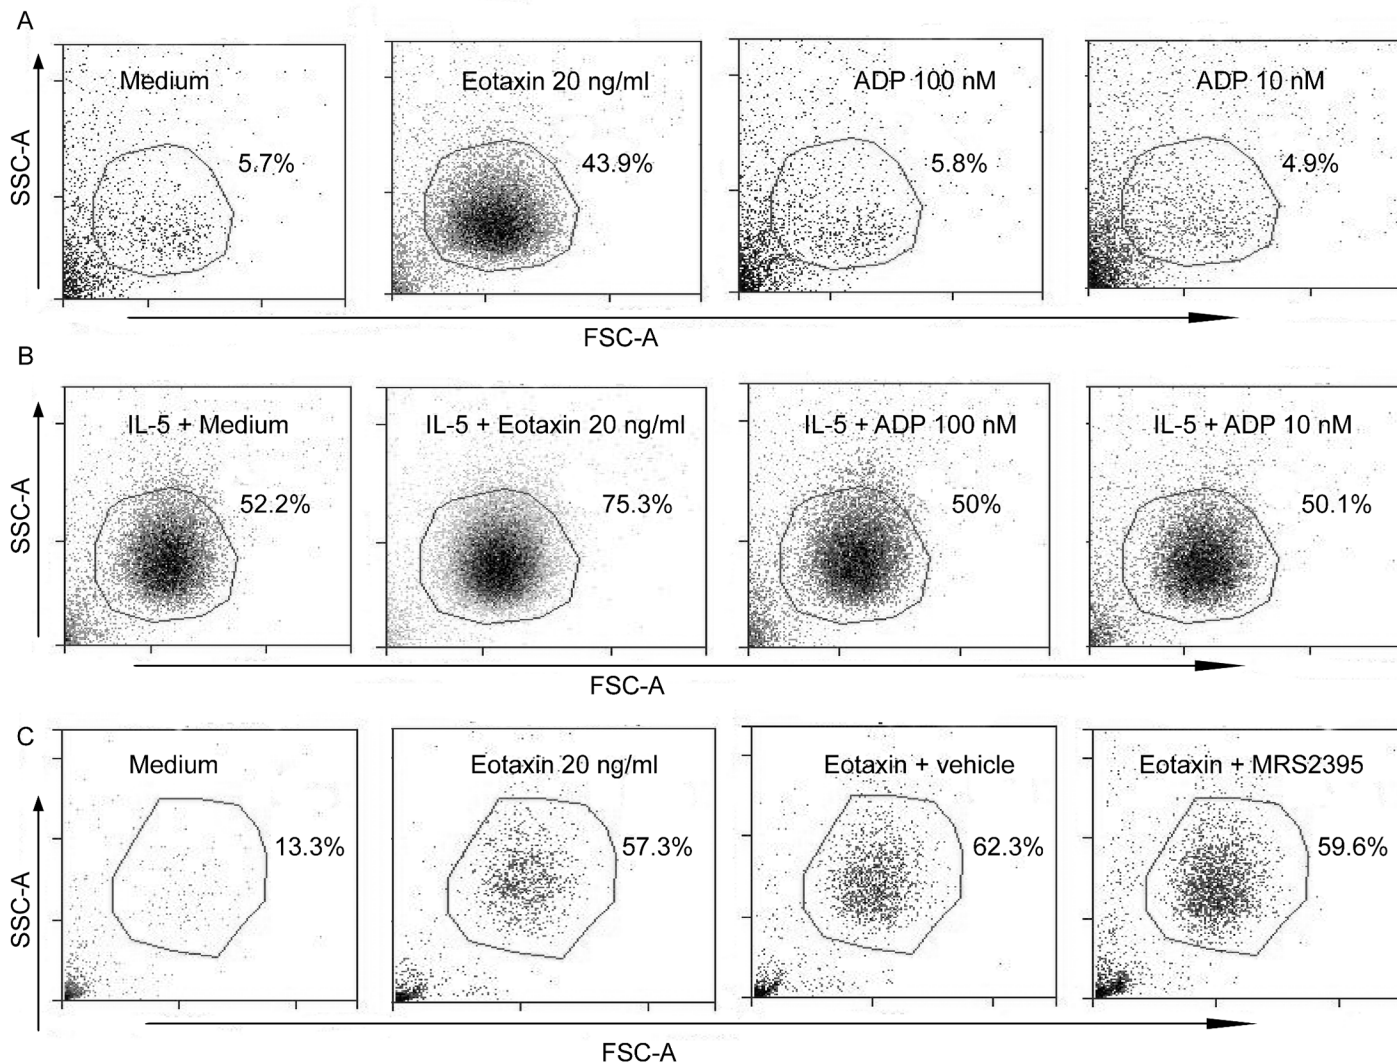 A
SSC-A
Medium
5.7%
Eotaxin 20 ng/ml
43.9%
ADP 100 nM
5.8%
ADP 10 nM
4.9%
FSC-A
B
SSC-A
IL-5 + Medium
52.2%
IL-5 + Eotaxin 20 ng/ml
75.3%
IL-5 + ADP 100 nM
50%
IL-5 + ADP 10 nM
50.1%
FSC-A
C
SSC-A
Medium
13.3%
Eotaxin 20 ng/ml
57.3%
Eotaxin + vehicle
62.3%
Eotaxin + MRS2395
59.6%
FSC-A